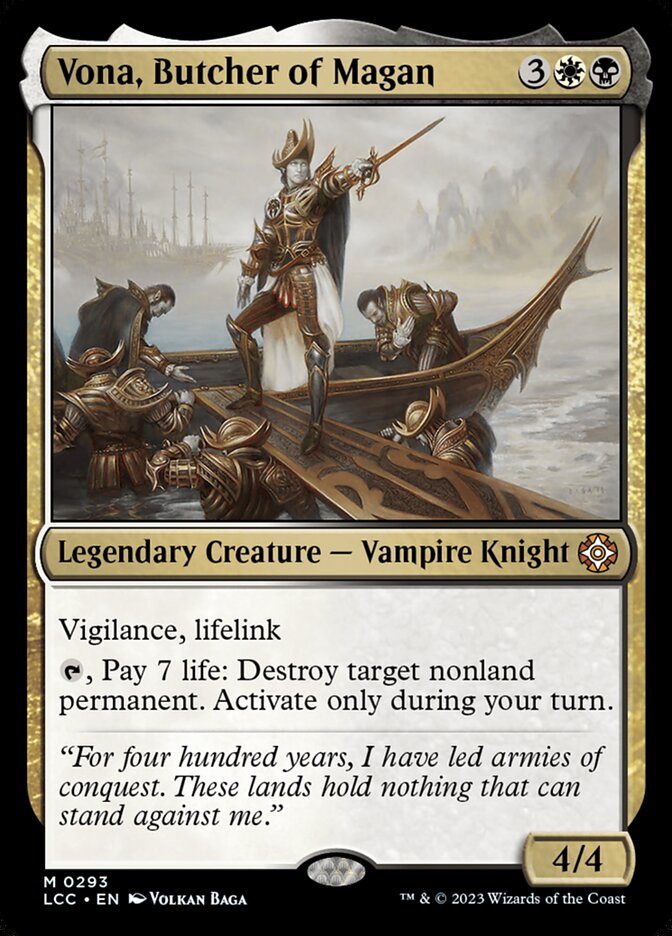 Vona, Butcher of Magan 3
Legendary Creature — Vampire Knight
Vigilance, lifelink
, Pay 7 life: Destroy target nonland
permanent. Activate only during your turn.
“For four hundred years, I have led armies of
conquest. These lands hold nothing that can
stand against me.”
4/4
M 0293
LCC • EN Volkan Baga
™ & © 2023 Wizards of the Coast